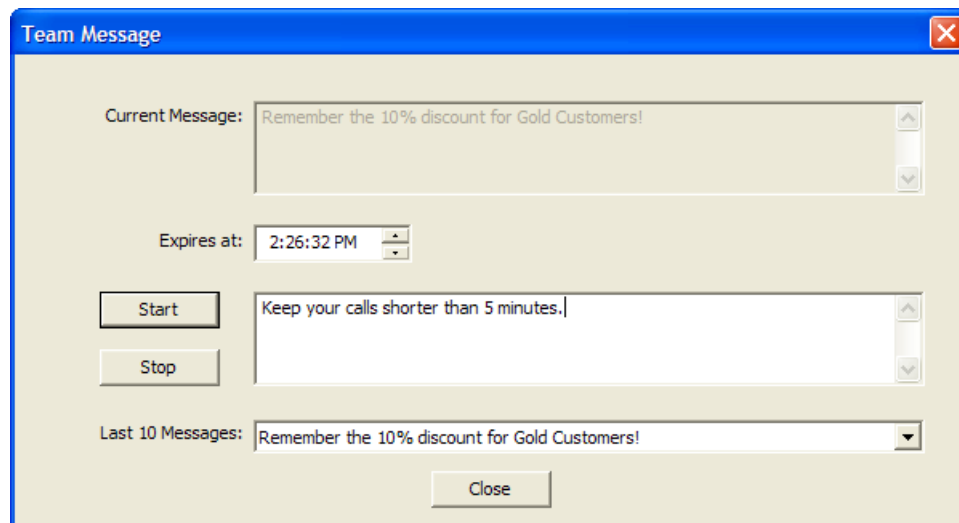 Team Message
Current Message: Remember the 10% discount for Gold Customers!
Expires at: 2:26:32 PM
Start Keep your calls shorter than 5 minutes.
Stop
Last 10 Messages: Remember the 10% discount for Gold Customers!
Close